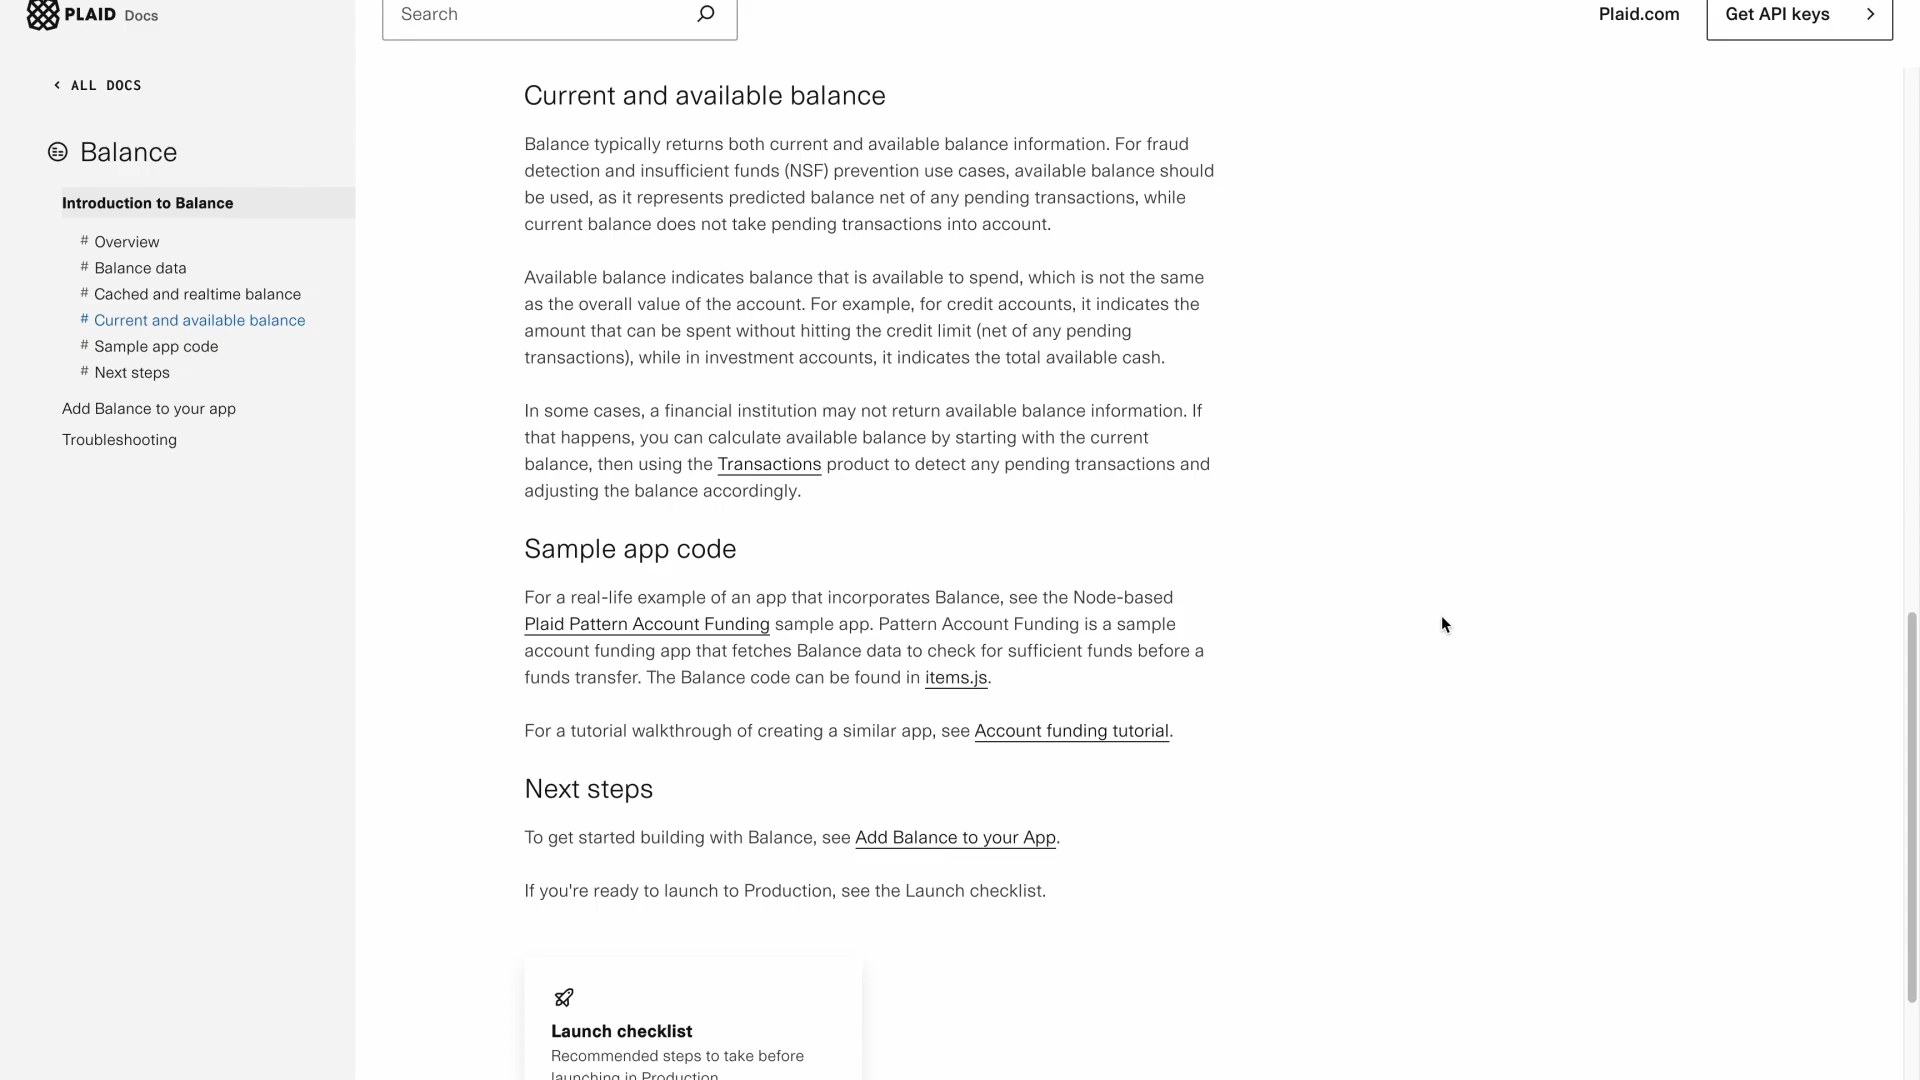 PLAID Docs
Search
Plaid.com
Get API keys
ALL DOCS
Balance
Introduction to Balance
# Overview
# Balance data
# Cached and realtime balance
# Current and available balance
# Sample app code
# Next steps
Add Balance to your app
Troubleshooting
Current and available balance
Balance typically returns both current and available balance information. For fraud
detection and insufficient funds (NSF) prevention use cases, available balance should
be used, as it represents predicted balance net of any pending transactions, while
current balance does not take pending transactions into account.
Available balance indicates balance that is available to spend, which is not the same
as the overall value of the account. For example, for credit accounts, it indicates the
amount that can be spent without hitting the credit limit (net of any pending
transactions), while in investment accounts, it indicates the total available cash.
In some cases, a financial institution may not return available balance information. If
that happens, you can calculate available balance by starting with the current
balance, then using the Transactions product to detect any pending transactions and
adjusting the balance accordingly.
Sample app code
For a real-life example of an app that incorporates Balance, see the Node-based
Plaid Pattern Account Funding sample app. Pattern Account Funding is a sample
account funding app that fetches Balance data to check for sufficient funds before a
funds transfer. The Balance code can be found in items.js.
For a tutorial walkthrough of creating a similar app, see Account funding tutorial.
Next steps
To get started building with Balance, see Add Balance to your App.
If you're ready to launch to Production, see the Launch checklist.
Launch checklist
Recommended steps to take before
launching in Production